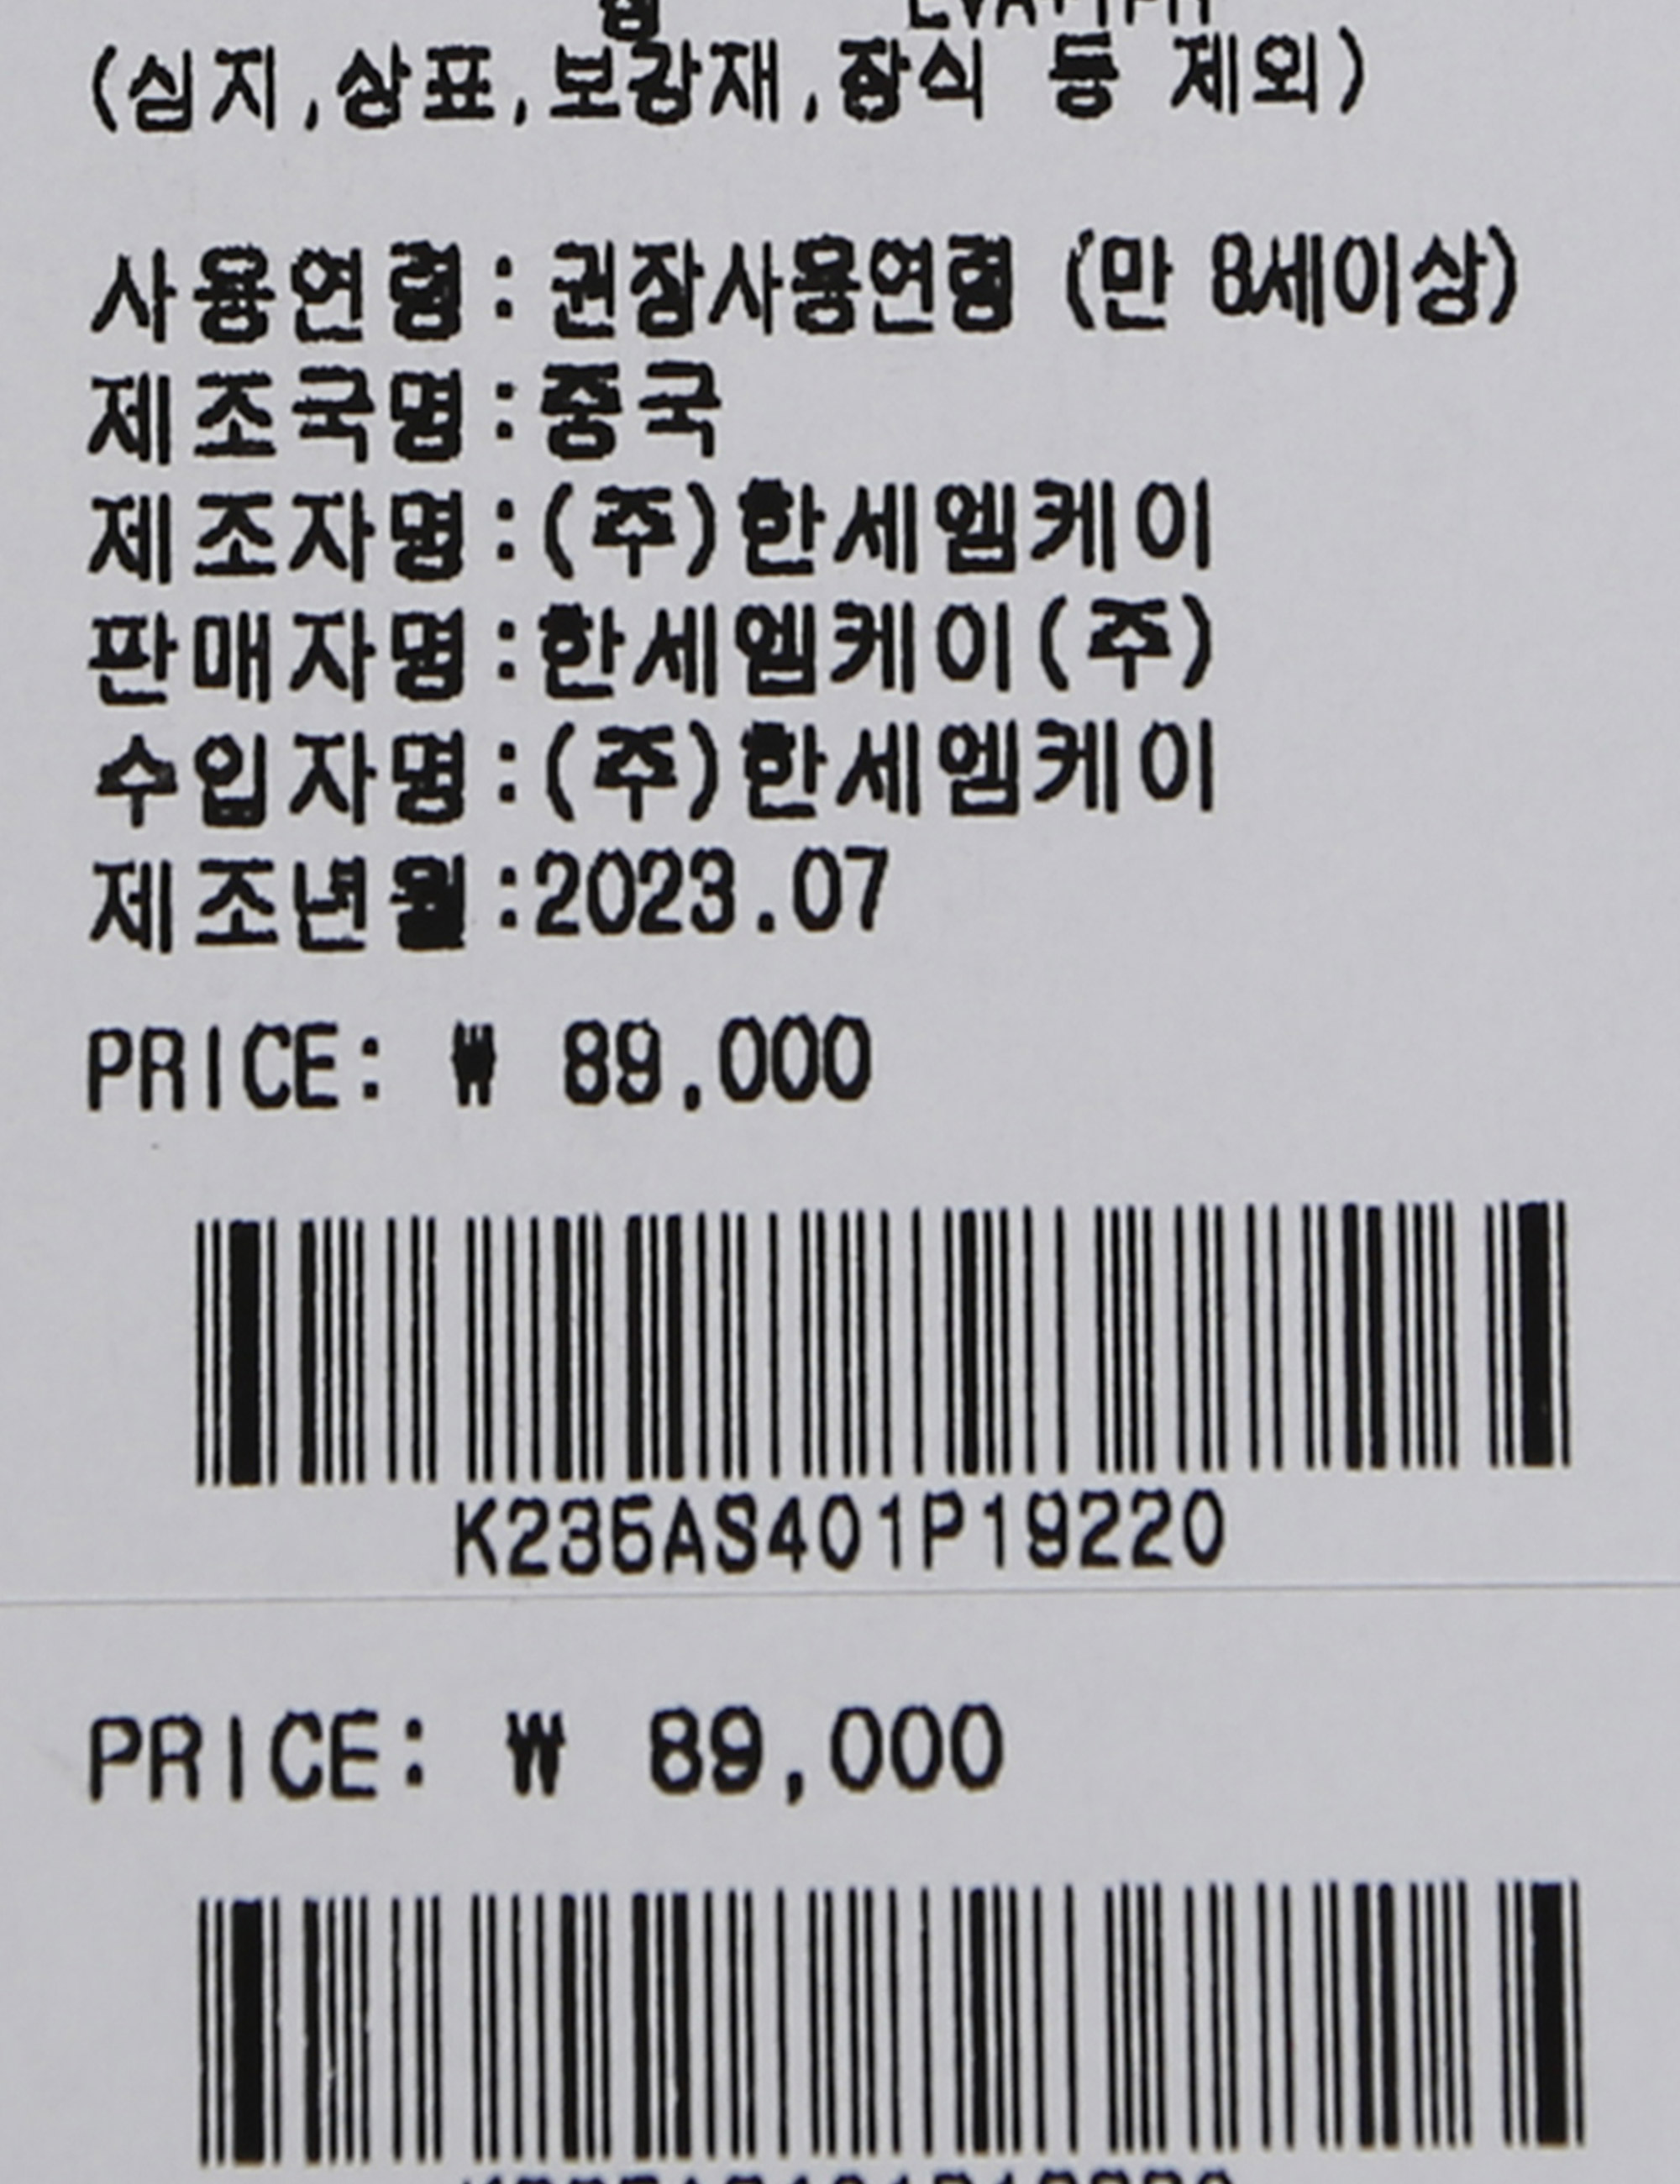 (심지,상표,보강재,장식 등 제외)
사용연령:권장사용연령 (만 8세이상)
제조국명:중국
제조자명:(주)한세엠케이
판매자명:한세엠케이(주)
수입자명:(주)한세엠케이
제조년월:2023.07
PRICE: ₩ 89,000
K235AS401P19220
PRICE: ₩ 89,000